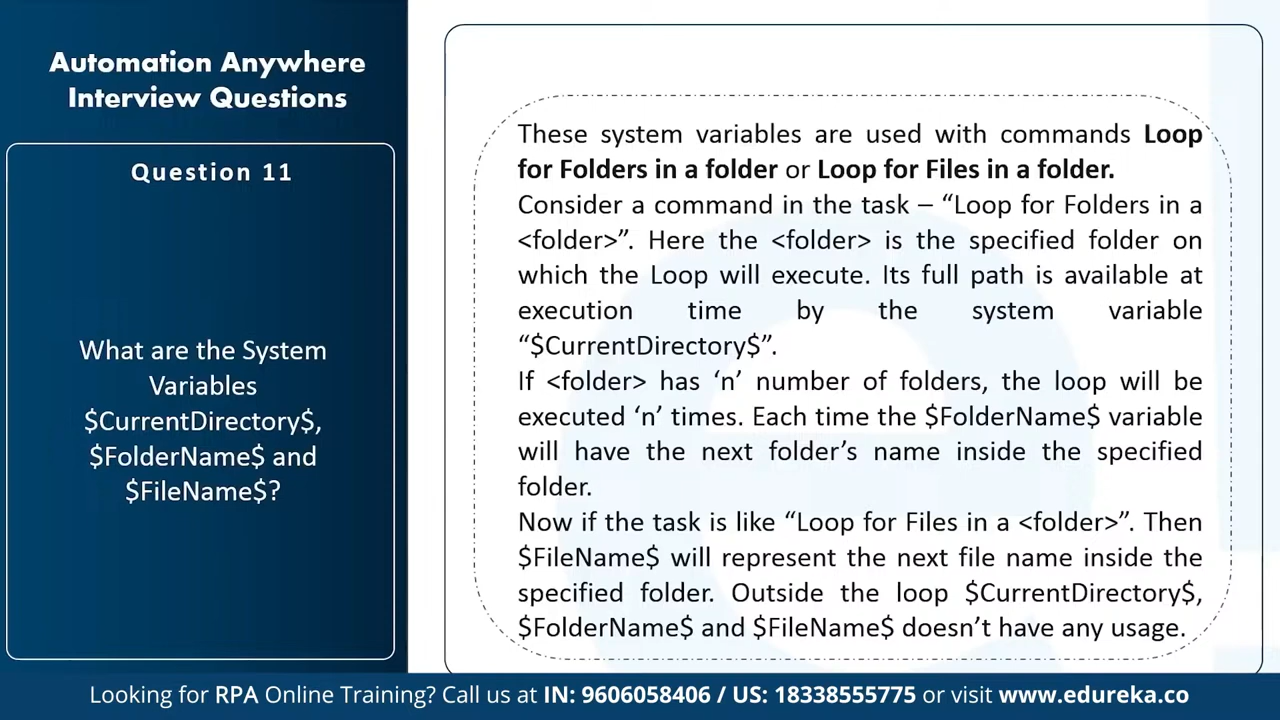 Automation Anywhere
Interview Questions
Question 11
What are the System
Variables
$CurrentDirectory$,
$FolderName$ and
$FileName$?
These system variables are used with commands Loop
for Folders in a folder or Loop for Files in a folder.
Consider a command in the task – “Loop for Folders in a
<folder>”. Here the <folder> is the specified folder on
which the Loop will execute. Its full path is available at
execution time by the system variable
“$CurrentDirectory$”.
If <folder> has ‘n’ number of folders, the loop will be
executed ‘n’ times. Each time the $FolderName$ variable
will have the next folder’s name inside the specified
folder.
Now if the task is like “Loop for Files in a <folder>”. Then
$FileName$ will represent the next file name inside the
specified folder. Outside the loop $CurrentDirectory$,
$FolderName$ and $FileName$ doesn’t have any usage.
Looking for RPA Online Training? Call us at IN: 9606058406 / US: 18338555775 or visit www.edureka.co